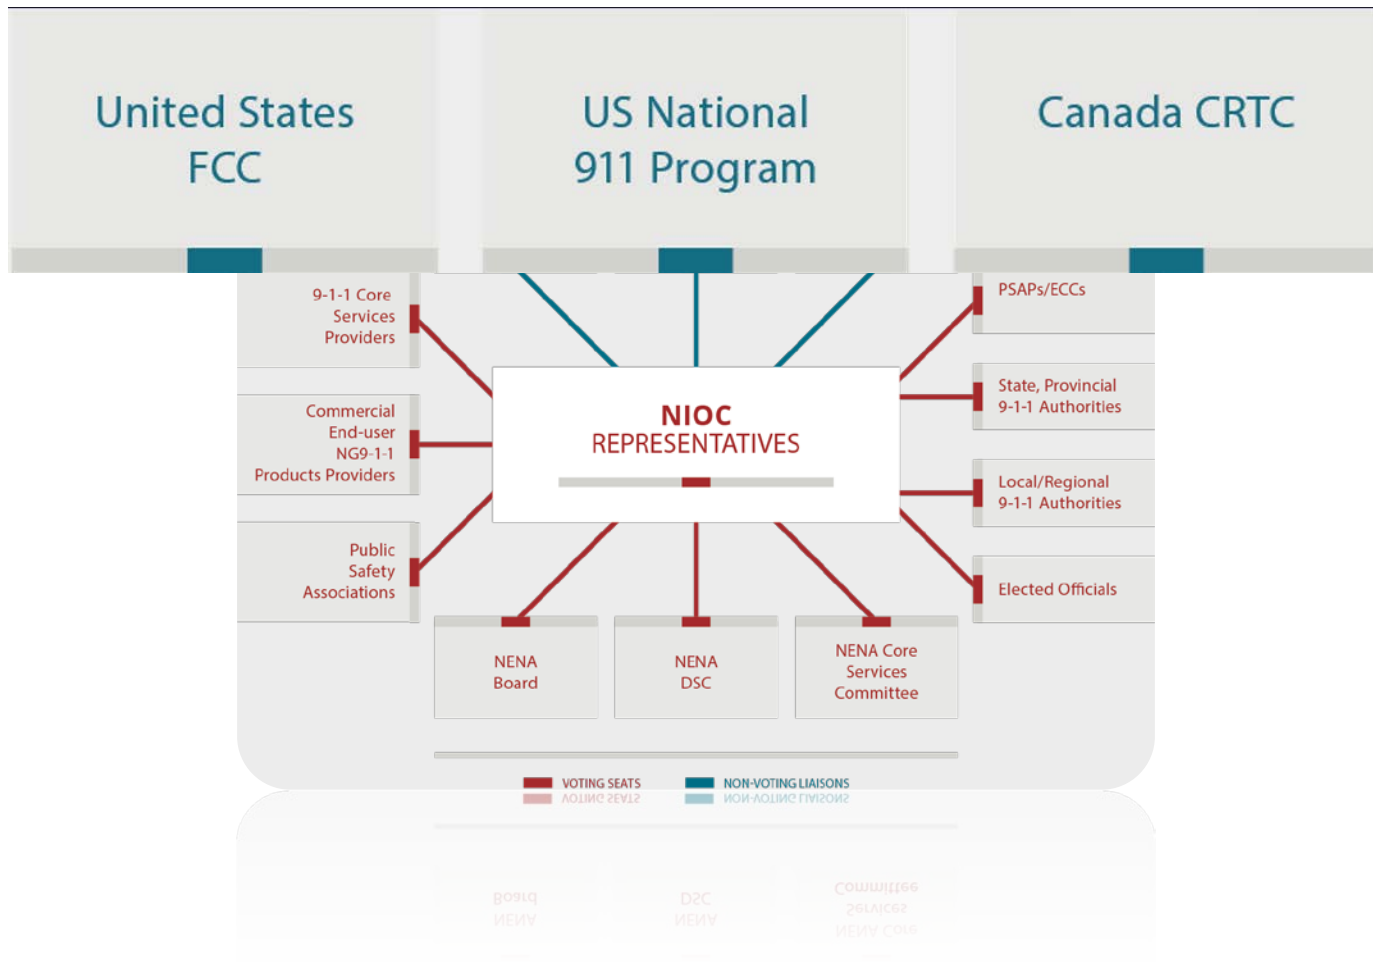 United States
FCC
US National
911 Program
Canada CRTC
9-1-1 Core
Services
Providers
Commercial
End-user
NG9-1-1
Products Providers
Public
Safety
Associations
NIOC
REPRESENTATIVES
PSAPs/ECCs
State, Provincial
9-1-1 Authorities
Local/Regional
9-1-1 Authorities
Elected Officials
NENA
Board
NENA
DSC
NENA Core
Services
Committee
VOTING SEATS
NON-VOTING LIAISONS